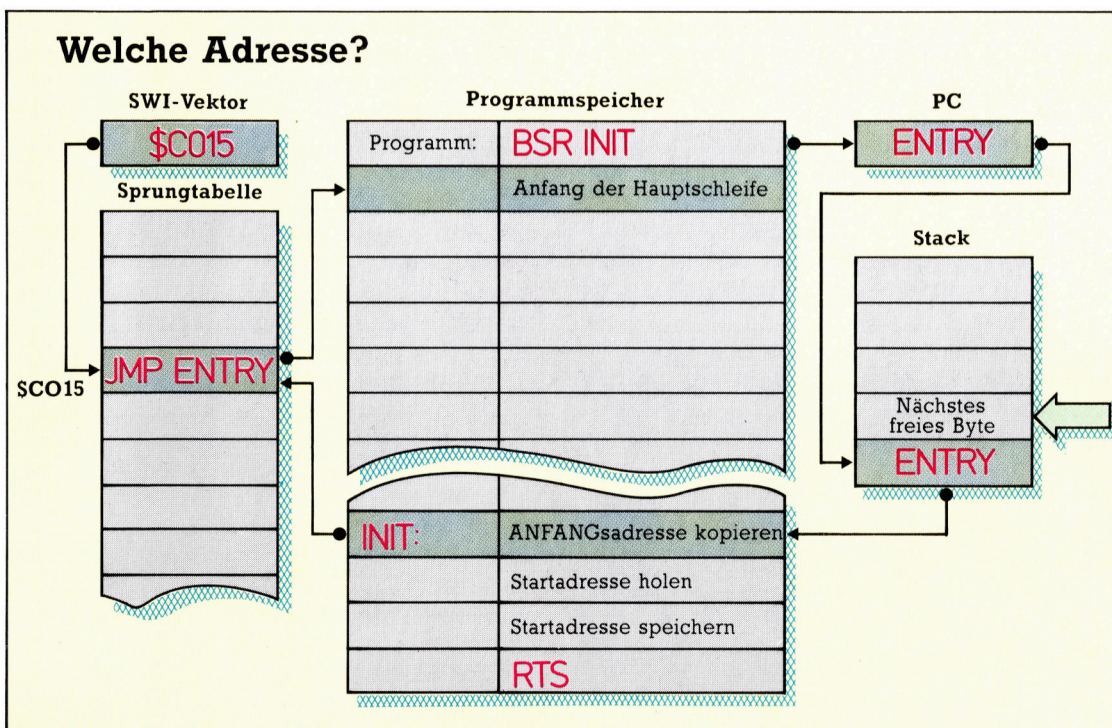 Welche Adresse?
SWI-Vektor
$C015
Sprungtabelle
JMP ENTRY
$C015
Programmspeicher
Programm: BSR INIT
Anfang der Hauptschleife
INIT: ANFANGsadresse kopieren
Startadresse holen
Startadresse speichern
RTS
PC
ENTRY
Stack
Nächstes
freies Byte
ENTRY